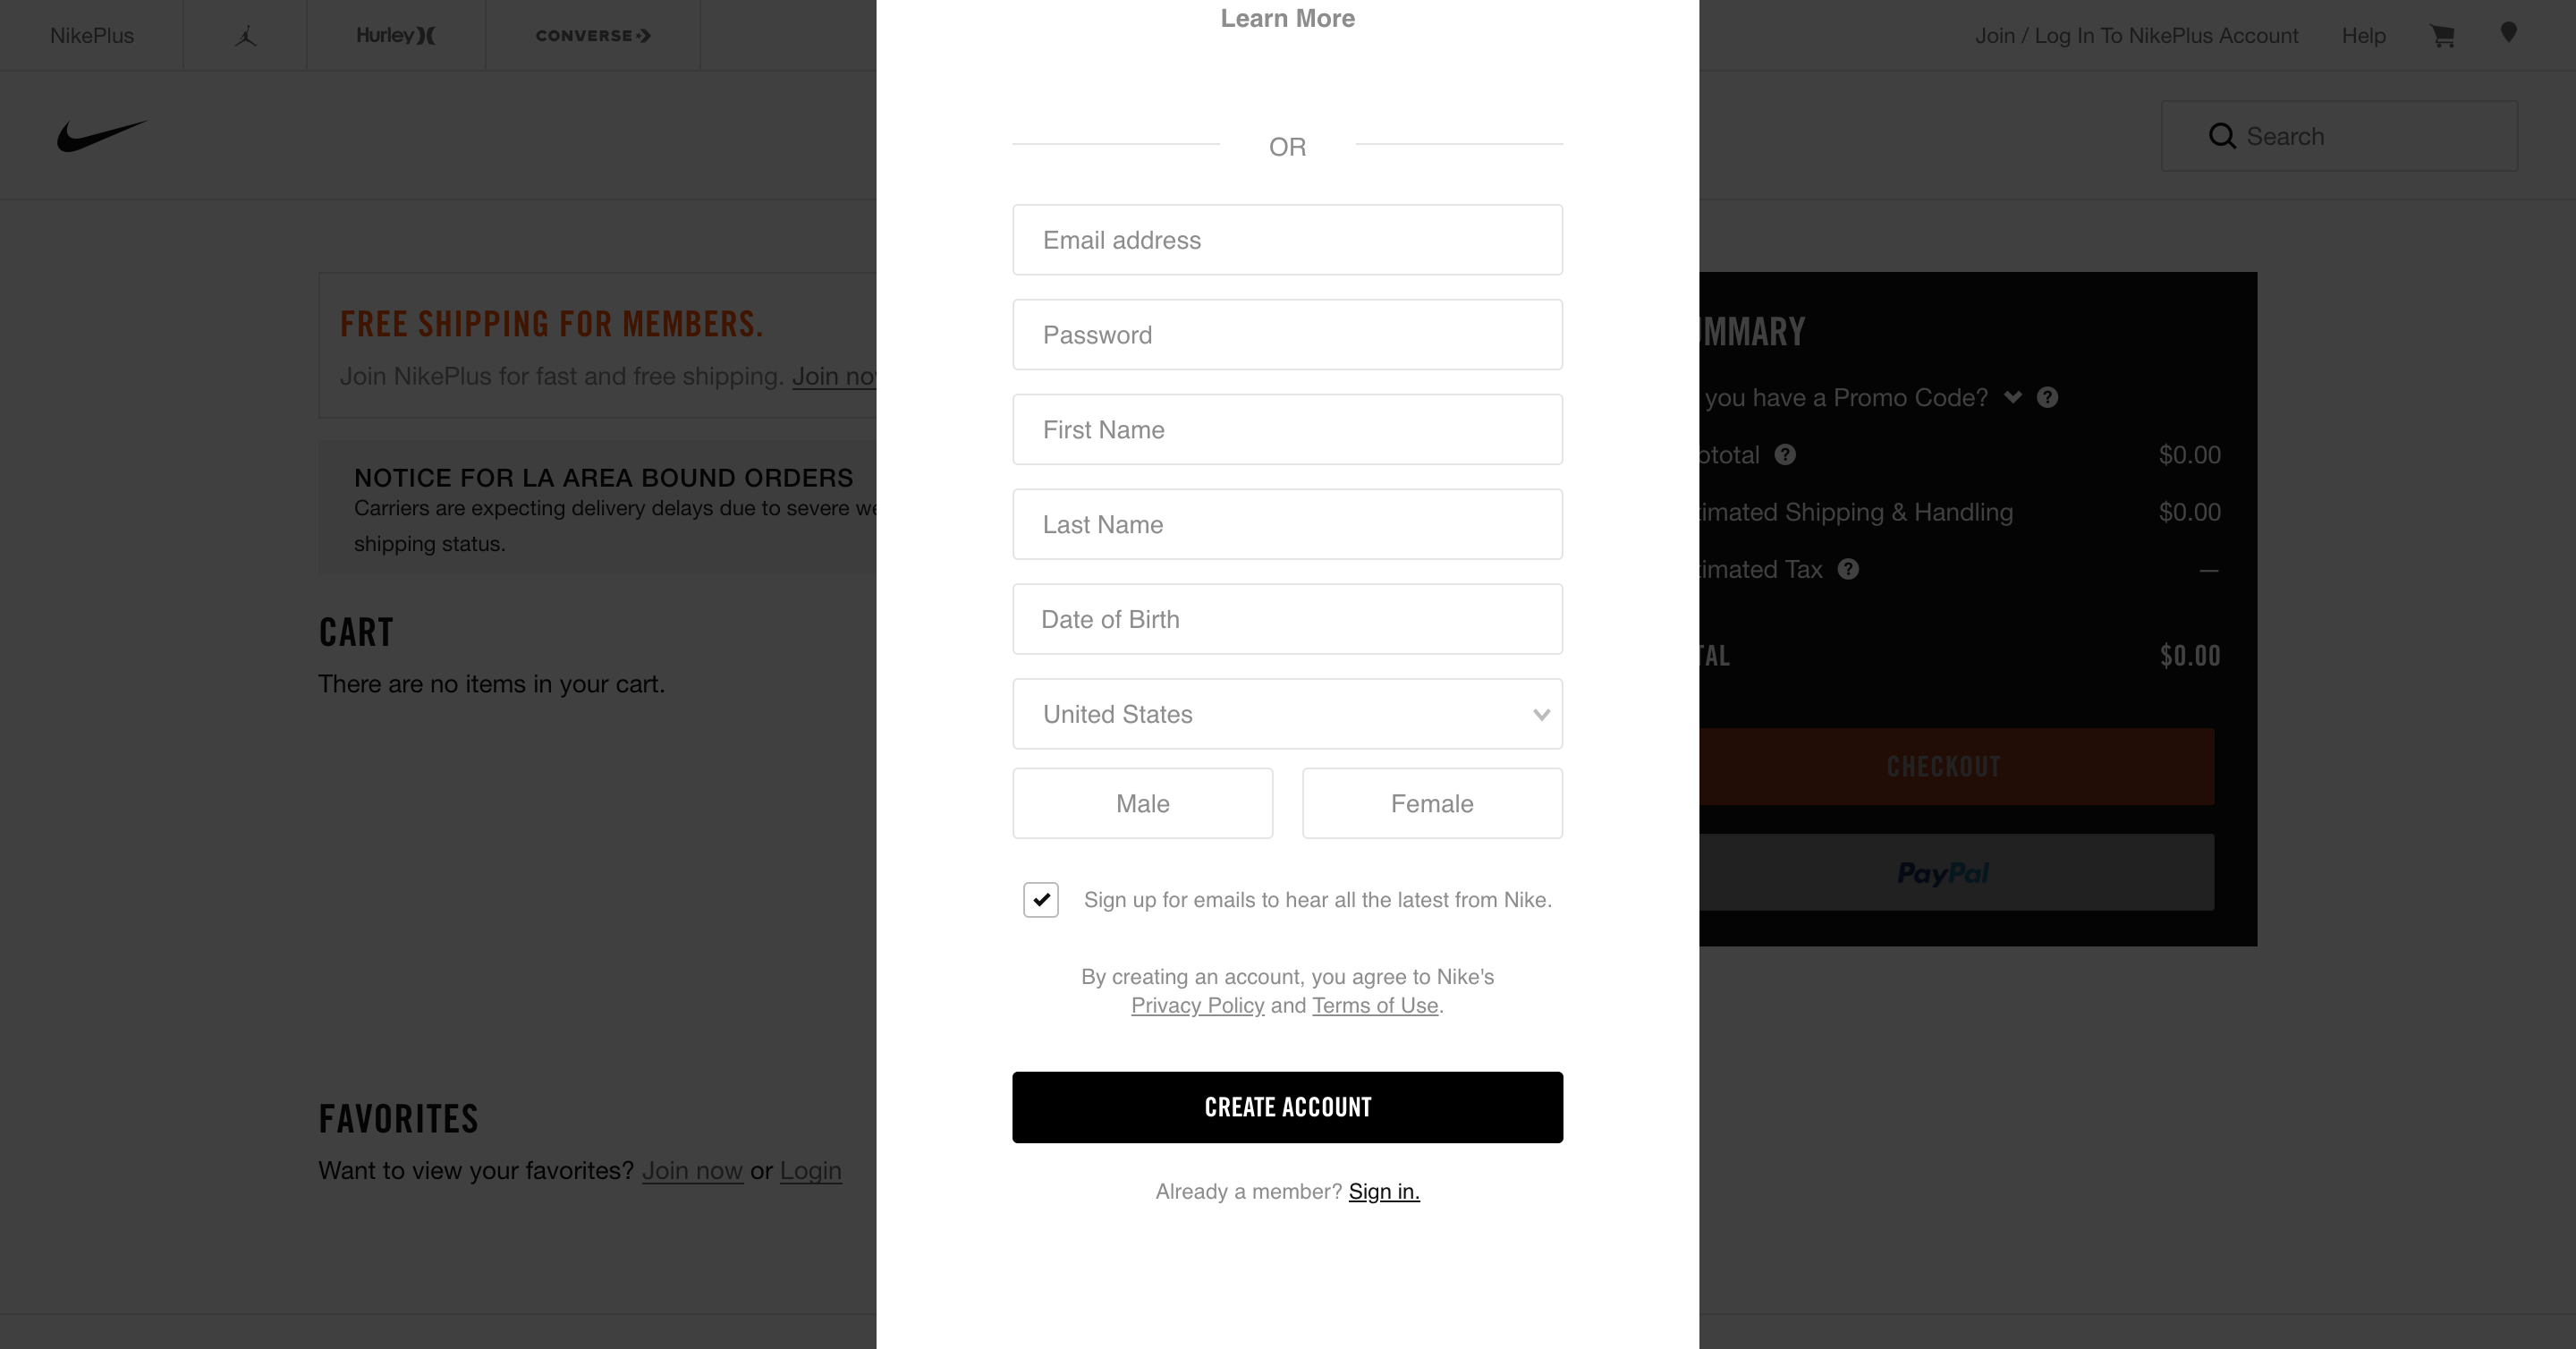 NikePlus
Hurley
CONVERSE
Join / Log In To NikePlus Account
Help
Search
Learn More
OR
Email address
Password
First Name
Last Name
Date of Birth
United States
Male
Female
Sign up for emails to hear all the latest from Nike.
By creating an account, you agree to Nike's
Privacy Policy and Terms of Use.
CREATE ACCOUNT
Already a member? Sign in.
FREE SHIPPING FOR MEMBERS.
Join NikePlus for fast and free shipping. Join no
NOTICE FOR LA AREA BOUND ORDERS
Carriers are expecting delivery delays due to severe we
shipping status.
CART
There are no items in your cart.
FAVORITES
Want to view your favorites? Join now or Login
MMARY
you have a Promo Code?
total $0.00
imated Shipping & Handling $0.00
imated Tax —
TAL $0.00
CHECKOUT
PayPal